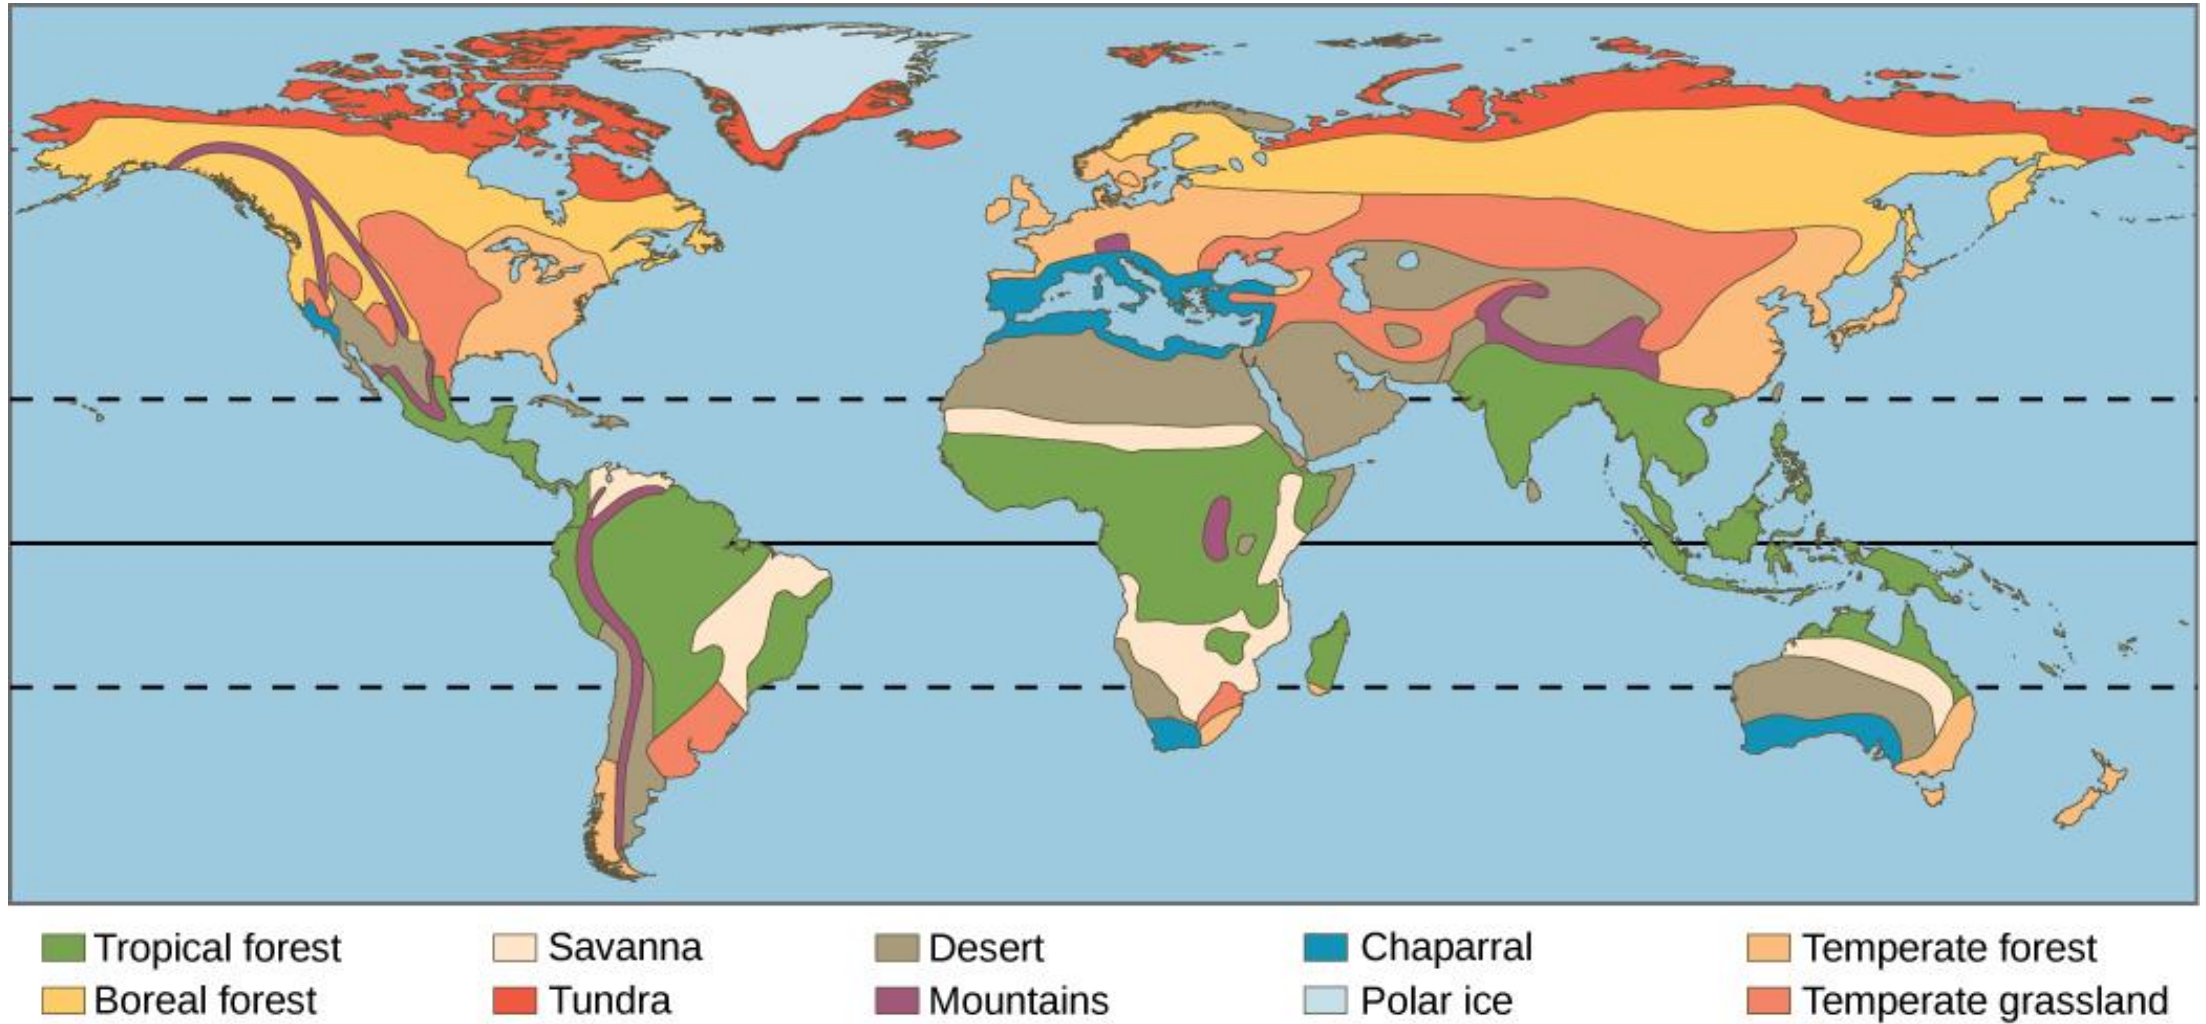 Tropical forest
Savanna
Desert
Chaparral
Temperate forest
Boreal forest
Tundra
Mountains
Polar ice
Temperate grassland